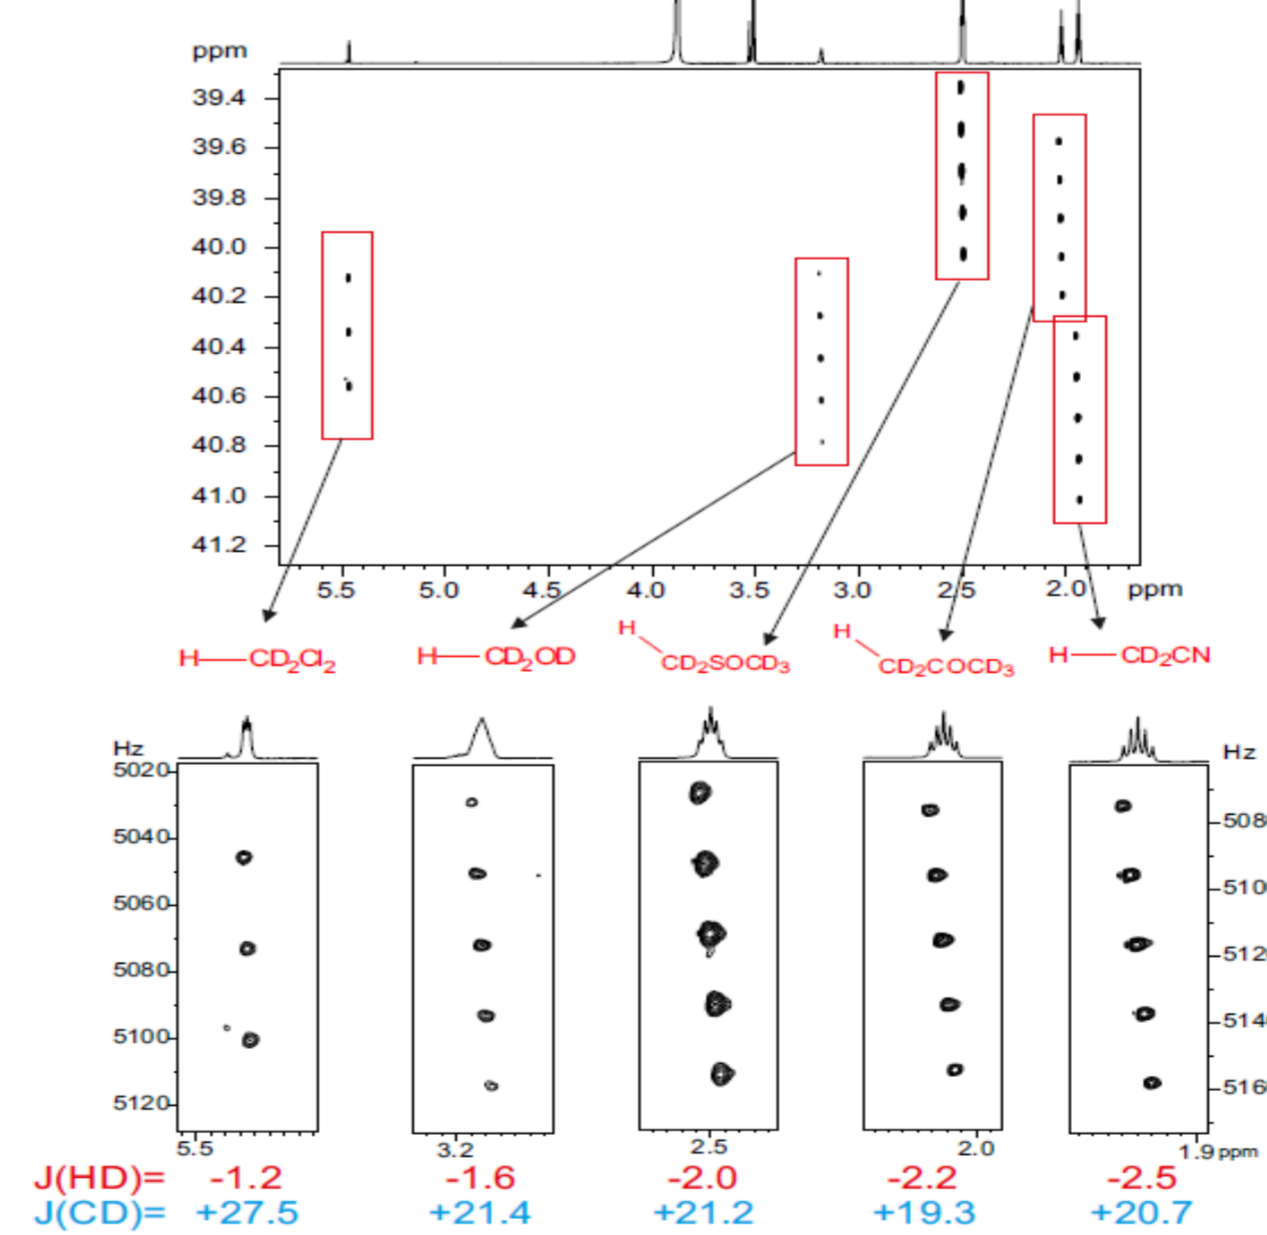 ppm
39.4
39.6
39.8
40.0
40.2
40.4
40.6
40.8
41.0
41.2
5.5 5.0 4.5 4.0 3.5 3.0 2.5 2.0 ppm
H—CD2Cl2
H—CD2OD
H CD2SOCD3
H CD2COCD3
H—CD2CN
Hz
5020
5040
5060
5080
5100
5120
Hz
508
510
512
514
516
5.5 3.2 2.5 2.0 1.9 ppm
J(HD)= -1.2 -1.6 -2.0 -2.2 -2.5
J(CD)= +27.5 +21.4 +21.2 +19.3 +20.7